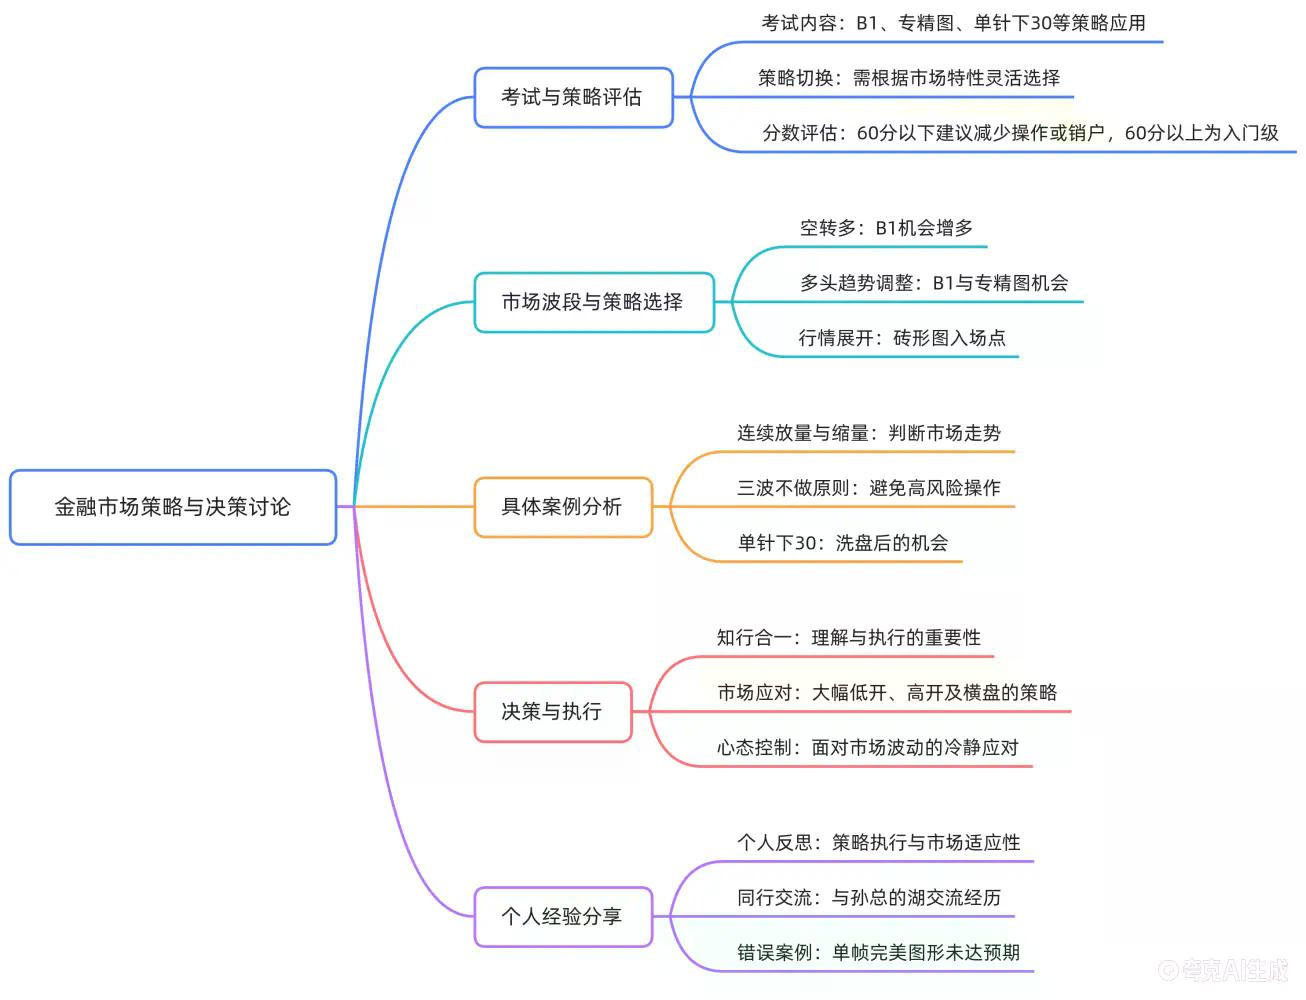 金融市场策略与决策讨论
考试与策略评估
考试内容：B1、专精图、单针下30等策略应用
策略切换：需根据市场特性灵活选择
分数评估：60分以下建议减少操作或销户，60分以上为入门级
市场波段与策略选择
空转多：B1机会增多
多头趋势调整：B1与专精图机会
行情展开：砖形图入场点
具体案例分析
连续放量与缩量：判断市场走势
三波不做原则：避免高风险操作
单针下30：洗盘后的机会
决策与执行
知行合一：理解与执行的重要性
市场应对：大幅低开、高开及横盘的策略
心态控制：面对市场波动的冷静应对
个人经验分享
个人反思：策略执行与市场适应性
同行交流：与孙总的湖交流经历
错误案例：单帧完美图形未达预期
夸克AI生成